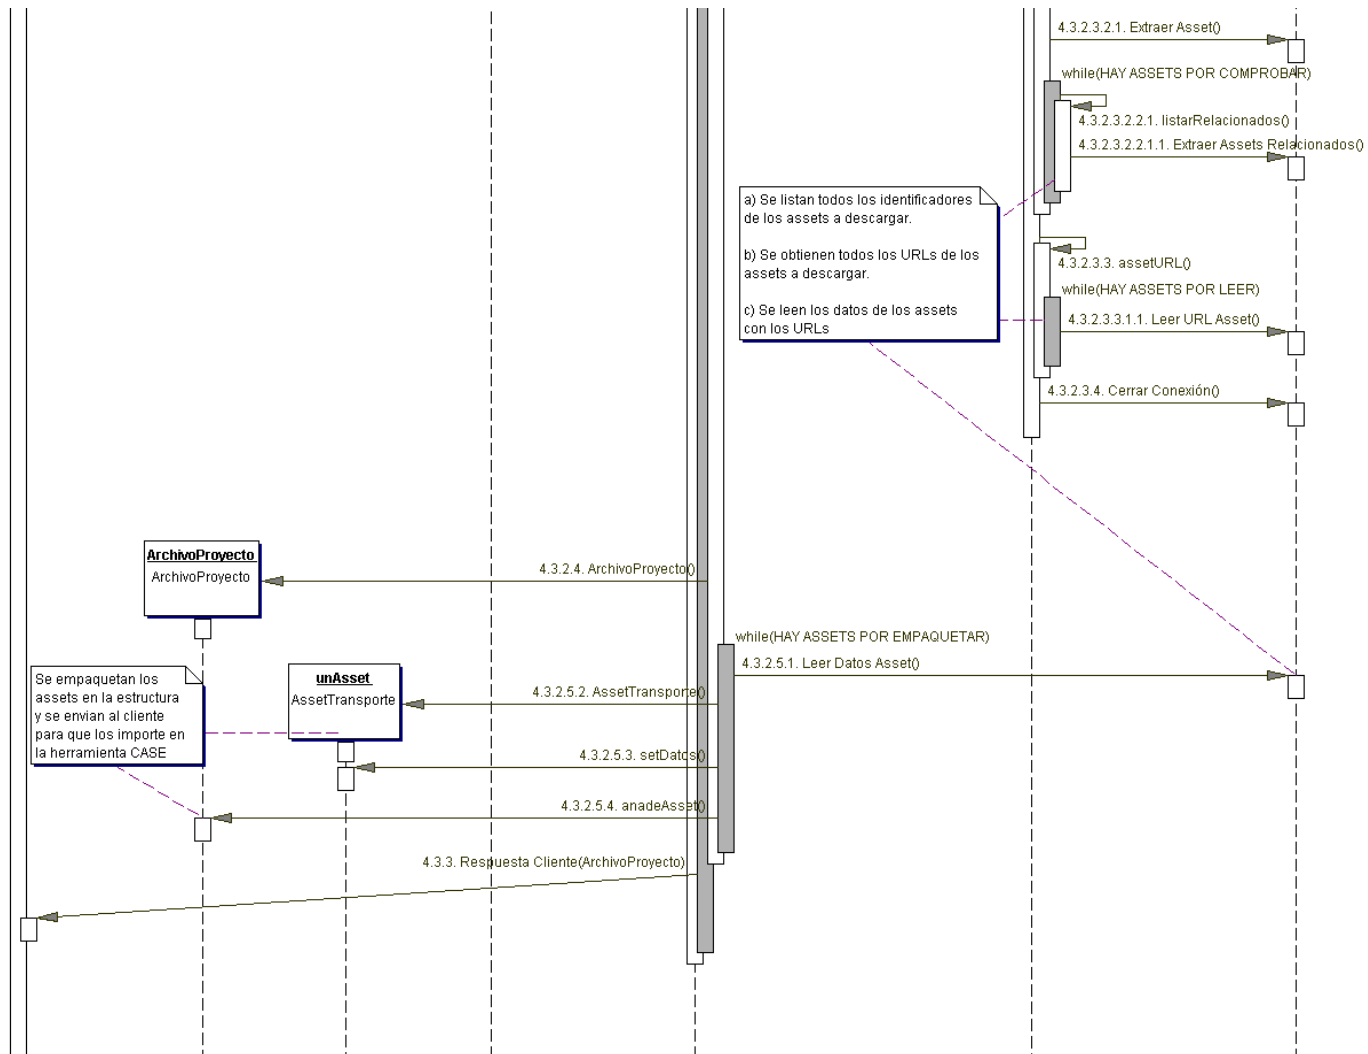 4.3.2.3.2.1. Extraer Asset()
while(HAY ASSETS POR COMPROBAR)
4.3.2.3.2.2.1. listarRelacionados()
4.3.2.3.2.2.1.1. Extraer Assets Relacionados()
a) Se listan todos los identificadores
de los assets a descargar.
b) Se obtienen todos los URLs de los
assets a descargar.
c) Se leen los datos de los assets
con los URLs
4.3.2.3.3. assetURL()
while(HAY ASSETS POR LEER)
4.3.2.3.3.1.1. Leer URL Asset()
4.3.2.3.4. Cerrar Conexión()
ArchivoProyecto
ArchivoProyecto
4.3.2.4. ArchivoProyecto()
while(HAY ASSETS POR EMPAQUETAR)
4.3.2.5.1. Leer Datos Asset()
Se empaquetan los
assets en la estructura
y se envian al cliente
para que los importe en
la herramienta CASE
unAsset
AssetTransporte
4.3.2.5.2. AssetTransporte()
4.3.2.5.3. setDatos()
4.3.2.5.4. anadeAsset()
4.3.3. Respuesta Cliente(ArchivoProyecto)